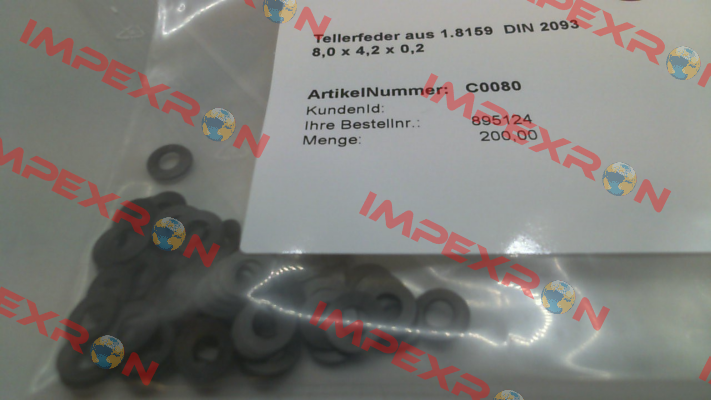 Tellerfeder aus 1.8159 DIN 2093
8,0 x 4,2 x 0,2
ArtikelNummer: C0080
KundenId:
Ihre Bestellnr.: 895124
Menge: 200,00
IMPEXRON
IMPEXRON
IMPEXRON
IMPEXRON
IMPEXRON
IMPEXRON